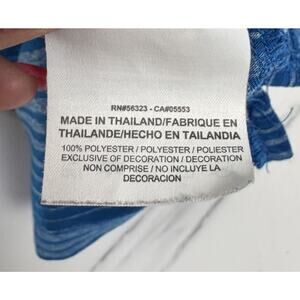 RN#56323 - CA#05553
MADE IN THAILAND/FABRIQUE EN
THAILANDE/HECHO EN TAILANDIA
100% POLYESTER / POLYESTER / POLIESTER
EXCLUSIVE OF DECORATION / DECORATION
NON COMPRISE / NO INCLUYE LA
DECORACION